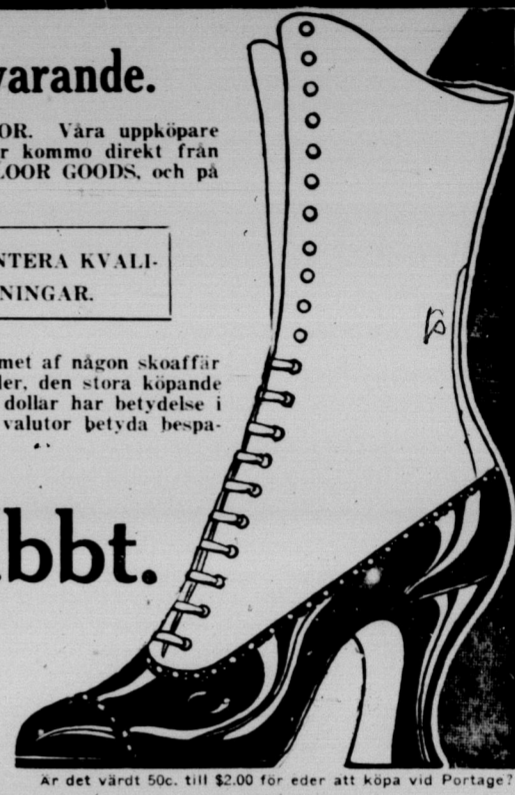 varande.
OR. Våra uppköpare
r kommo direkt från
LOOR GOODS, och på
NTERA KVALI-
NINGAR.
met af någon skoaffär
ler, den stora köpande
dollar har betydelse i
valutor betyda bespa-
bbt.
Är det värdt 50c. till $2.00 för eder att köpa vid Portage?